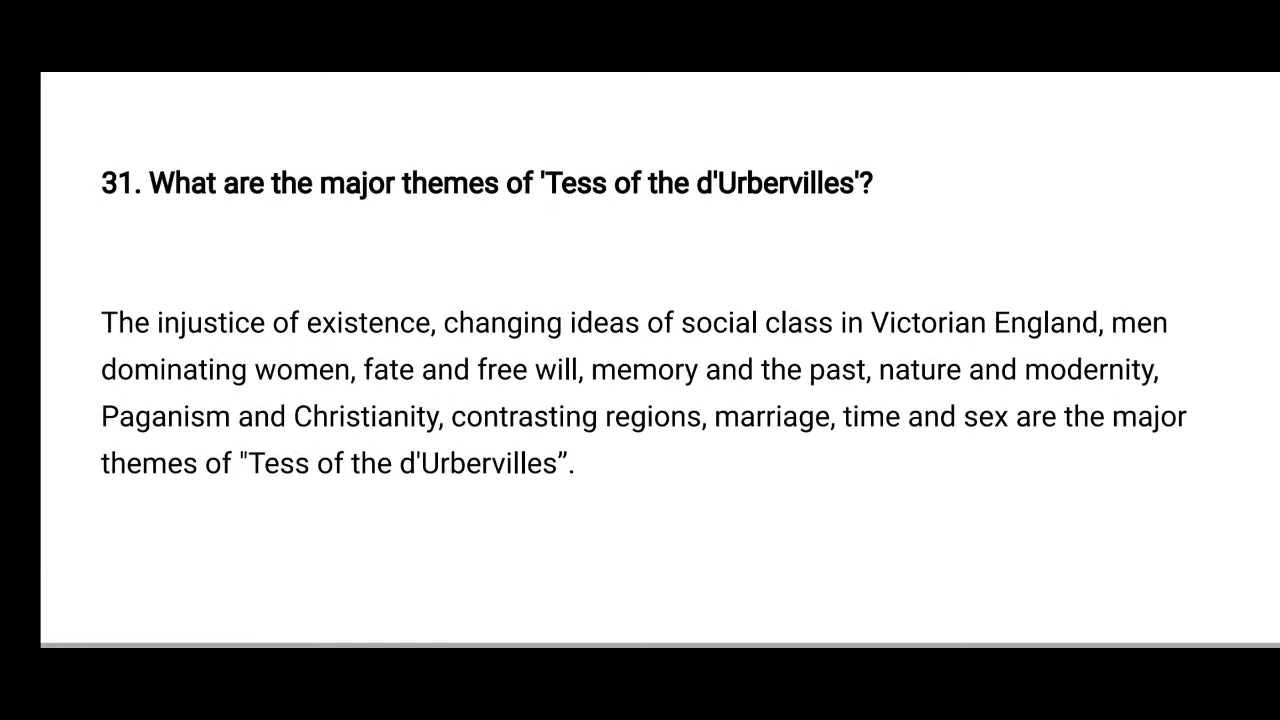 31. What are the major themes of 'Tess of the d'Urbervilles'?
The injustice of existence, changing ideas of social class in Victorian England, men
dominating women, fate and free will, memory and the past, nature and modernity,
Paganism and Christianity, contrasting regions, marriage, time and sex are the major
themes of "Tess of the d'Urbervilles”.